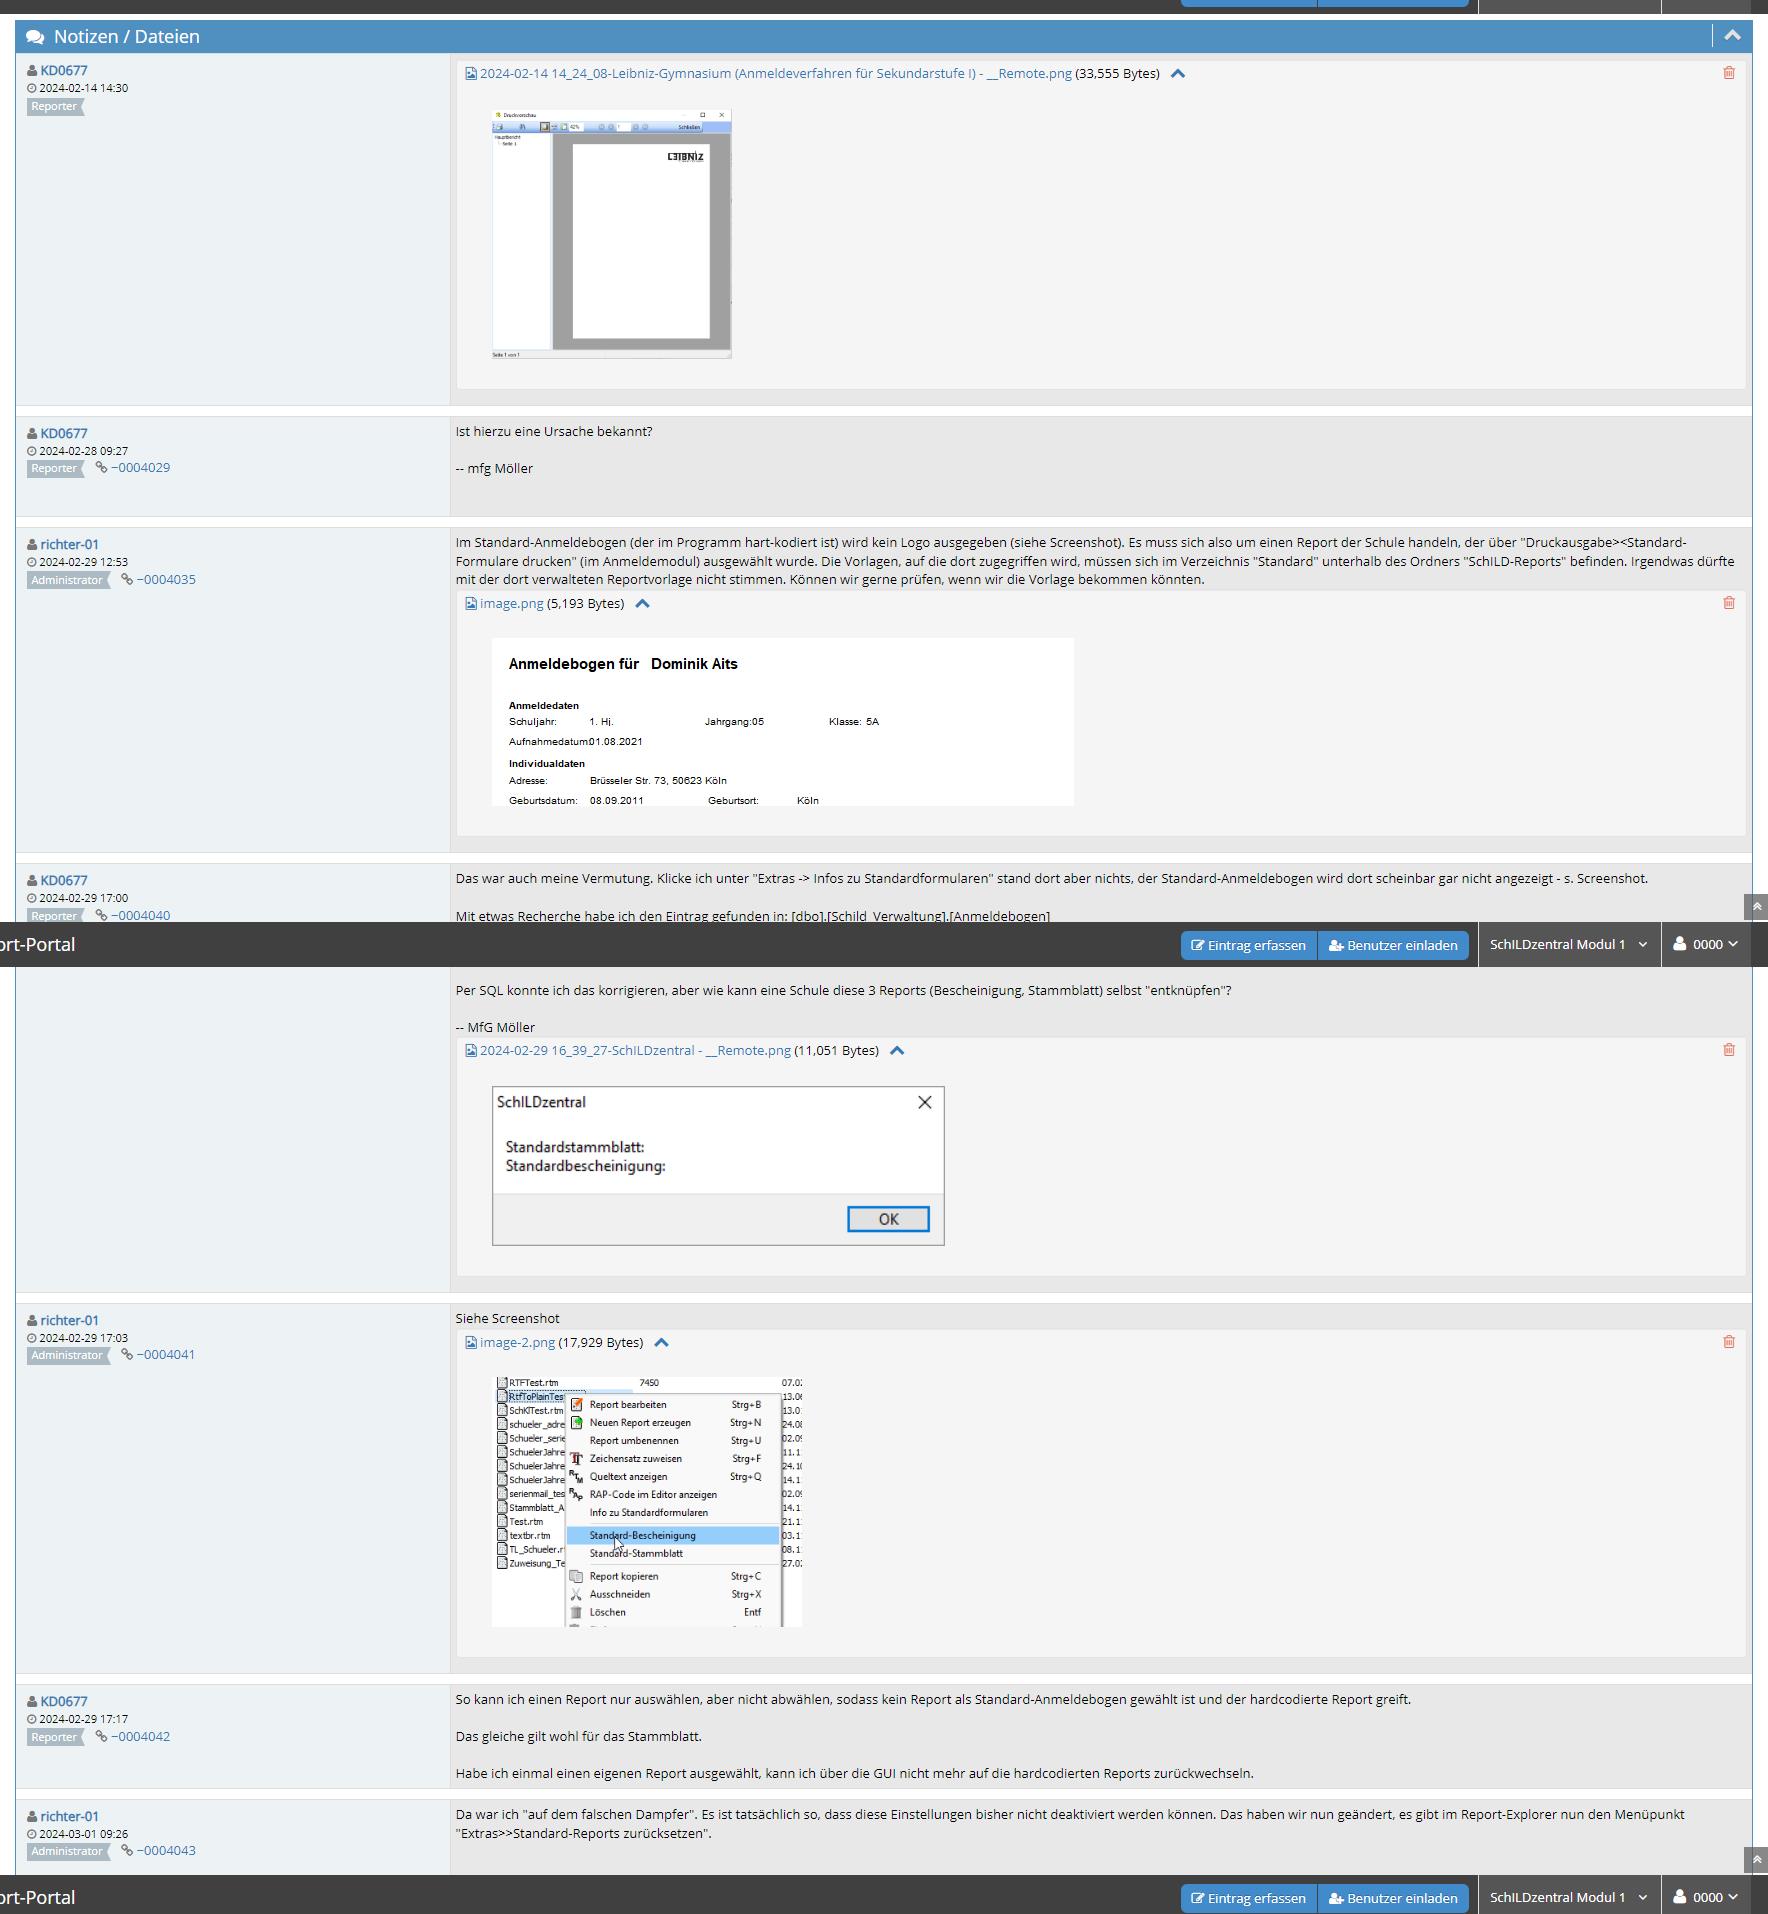 Notizen / Dateien
KD0677
2024-02-14 14:30
Reporter
2024-02-14 14_24_08-Leibniz-Gymnasium (Anmeldeverfahren für Sekundarstufe I) - __Remote.png (33,555 Bytes)
Druckvorschau
42%
1
Schließen
Hauptbericht
Seite 1
LEIBNIZ
Seite 1 von 1
KD0677
2024-02-28 09:27
Reporter ~0004029
Ist hierzu eine Ursache bekannt?
-- mfg Möller
richter-01
2024-02-29 12:53
Administrator ~0004035
Im Standard-Anmeldebogen (der im Programm hart-kodiert ist) wird kein Logo ausgegeben (siehe Screenshot). Es muss sich also um einen Report der Schule handeln, der über "Druckausgabe><Standard-
Formulare drucken" (im Anmeldemodul) ausgewählt wurde. Die Vorlagen, auf die dort zugegriffen wird, müssen sich im Verzeichnis "Standard" unterhalb des Ordners "SchILD-Reports" befinden. Irgendwas dürfte
mit der dort verwalteten Reportvorlage nicht stimmen. Können wir gerne prüfen, wenn wir die Vorlage bekommen könnten.
image.png (5,193 Bytes)
Anmeldebogen für Dominik Aits
Anmeldedaten
Schuljahr: 1. Hj. Jahrgang:05 Klasse: 5A
Aufnahmedatum:01.08.2021
Individualdaten
Adresse: Brüsseler Str. 73, 50623 Köln
Geburtsdatum: 08.09.2011 Geburtsort: Köln
KD0677
2024-02-29 17:00
Reporter ~0004040
Das war auch meine Vermutung. Klicke ich unter "Extras -> Infos zu Standardformularen" stand dort aber nichts, der Standard-Anmeldebogen wird dort scheinbar gar nicht angezeigt - s. Screenshot.
Mit etwas Recherche habe ich den Eintrag gefunden in: [dbo].[Schild_Verwaltung].[Anmeldebogen]
ort-Portal Eintrag erfassen Benutzer einladen SchILDzentral Modul 1 0000
Per SQL konnte ich das korrigieren, aber wie kann eine Schule diese 3 Reports (Bescheinigung, Stammblatt) selbst "entknüpfen"?
-- MfG Möller
2024-02-29 16_39_27-SchILDzentral - __Remote.png (11,051 Bytes)
SchILDzentral
Standardstammblatt:
Standardbescheinigung:
OK
richter-01
2024-02-29 17:03
Administrator ~0004041
Siehe Screenshot
image-2.png (17,929 Bytes)
RTFTest.rtm 7450 07.02
RtfToPlainTes 13.06
SchKlTest.rtm 13.0
schueler_adre 24.08
Schueler_serie 02.09
SchuelerJahre 11.1
SchuelerJahre 24.10
SchuelerJahre 14.1
serienmail_tes 02.09
Stammblatt_A 14.1
Test.rtm 21.1
textbr.rtm 03.1
TL_Schueler.r 08.1
Zuweisung_Te 27.02
Report bearbeiten Strg+B
Neuen Report erzeugen Strg+N
Report umbenennen Strg+U
Zeichensatz zuweisen Strg+F
Queltext anzeigen Strg+Q
RAP-Code im Editor anzeigen
Info zu Standardformularen
Standard-Bescheinigung
Standard-Stammblatt
Report kopieren Strg+C
Ausschneiden Strg+X
Löschen Entf
KD0677
2024-02-29 17:17
Reporter ~0004042
So kann ich einen Report nur auswählen, aber nicht abwählen, sodass kein Report als Standard-Anmeldebogen gewählt ist und der hardcodierte Report greift.
Das gleiche gilt wohl für das Stammblatt.
Habe ich einmal einen eigenen Report ausgewählt, kann ich über die GUI nicht mehr auf die hardcodierten Reports zurückwechseln.
richter-01
2024-03-01 09:26
Administrator ~0004043
Da war ich "auf dem falschen Dampfer". Es ist tatsächlich so, dass diese Einstellungen bisher nicht deaktiviert werden können. Das haben wir nun geändert, es gibt im Report-Explorer nun den Menüpunkt
"Extras>>Standard-Reports zurücksetzen".
ort-Portal Eintrag erfassen Benutzer einladen SchILDzentral Modul 1 0000